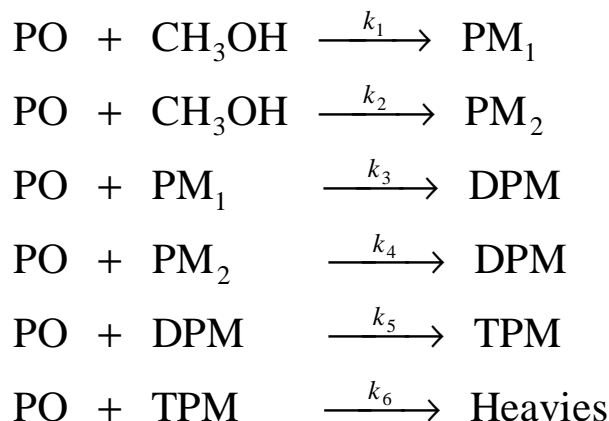 PO + CH₃OH —k₁→ PM₁
PO + CH₃OH —k₂→ PM₂
PO + PM₁ —k₃→ DPM
PO + PM₂ —k₄→ DPM
PO + DPM —k₅→ TPM
PO + TPM —k₆→ Heavies